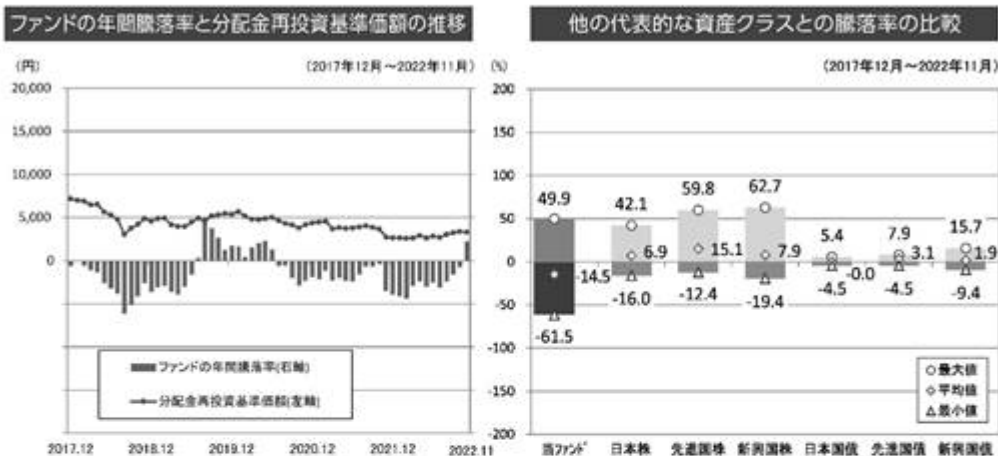 ファンドの年間騰落率と分配金再投資基準価額の推移
(円)
(2017年12月～2022年11月)
20,000
15,000
10,000
5,000
0
ファンドの年間騰落率(右軸)
分配金再投資基準価額(左軸)
2017.12
2018.12
2019.12
2020.12
2021.12
2022.11
他の代表的な資産クラスとの騰落率の比較
(%)
(2017年12月～2022年11月)
200
150
100
50
0
-50
-100
-150
-200
49.9
42.1
59.8
62.7
5.4
7.9
15.7
-14.5
6.9
15.1
7.9
-0.0
3.1
1.9
-61.5
-16.0
-12.4
-19.4
-4.5
-4.5
-9.4
最大値
平均値
最小値
当ファンド
日本株
先進国株
新興国株
日本国債
先進国債
新興国債